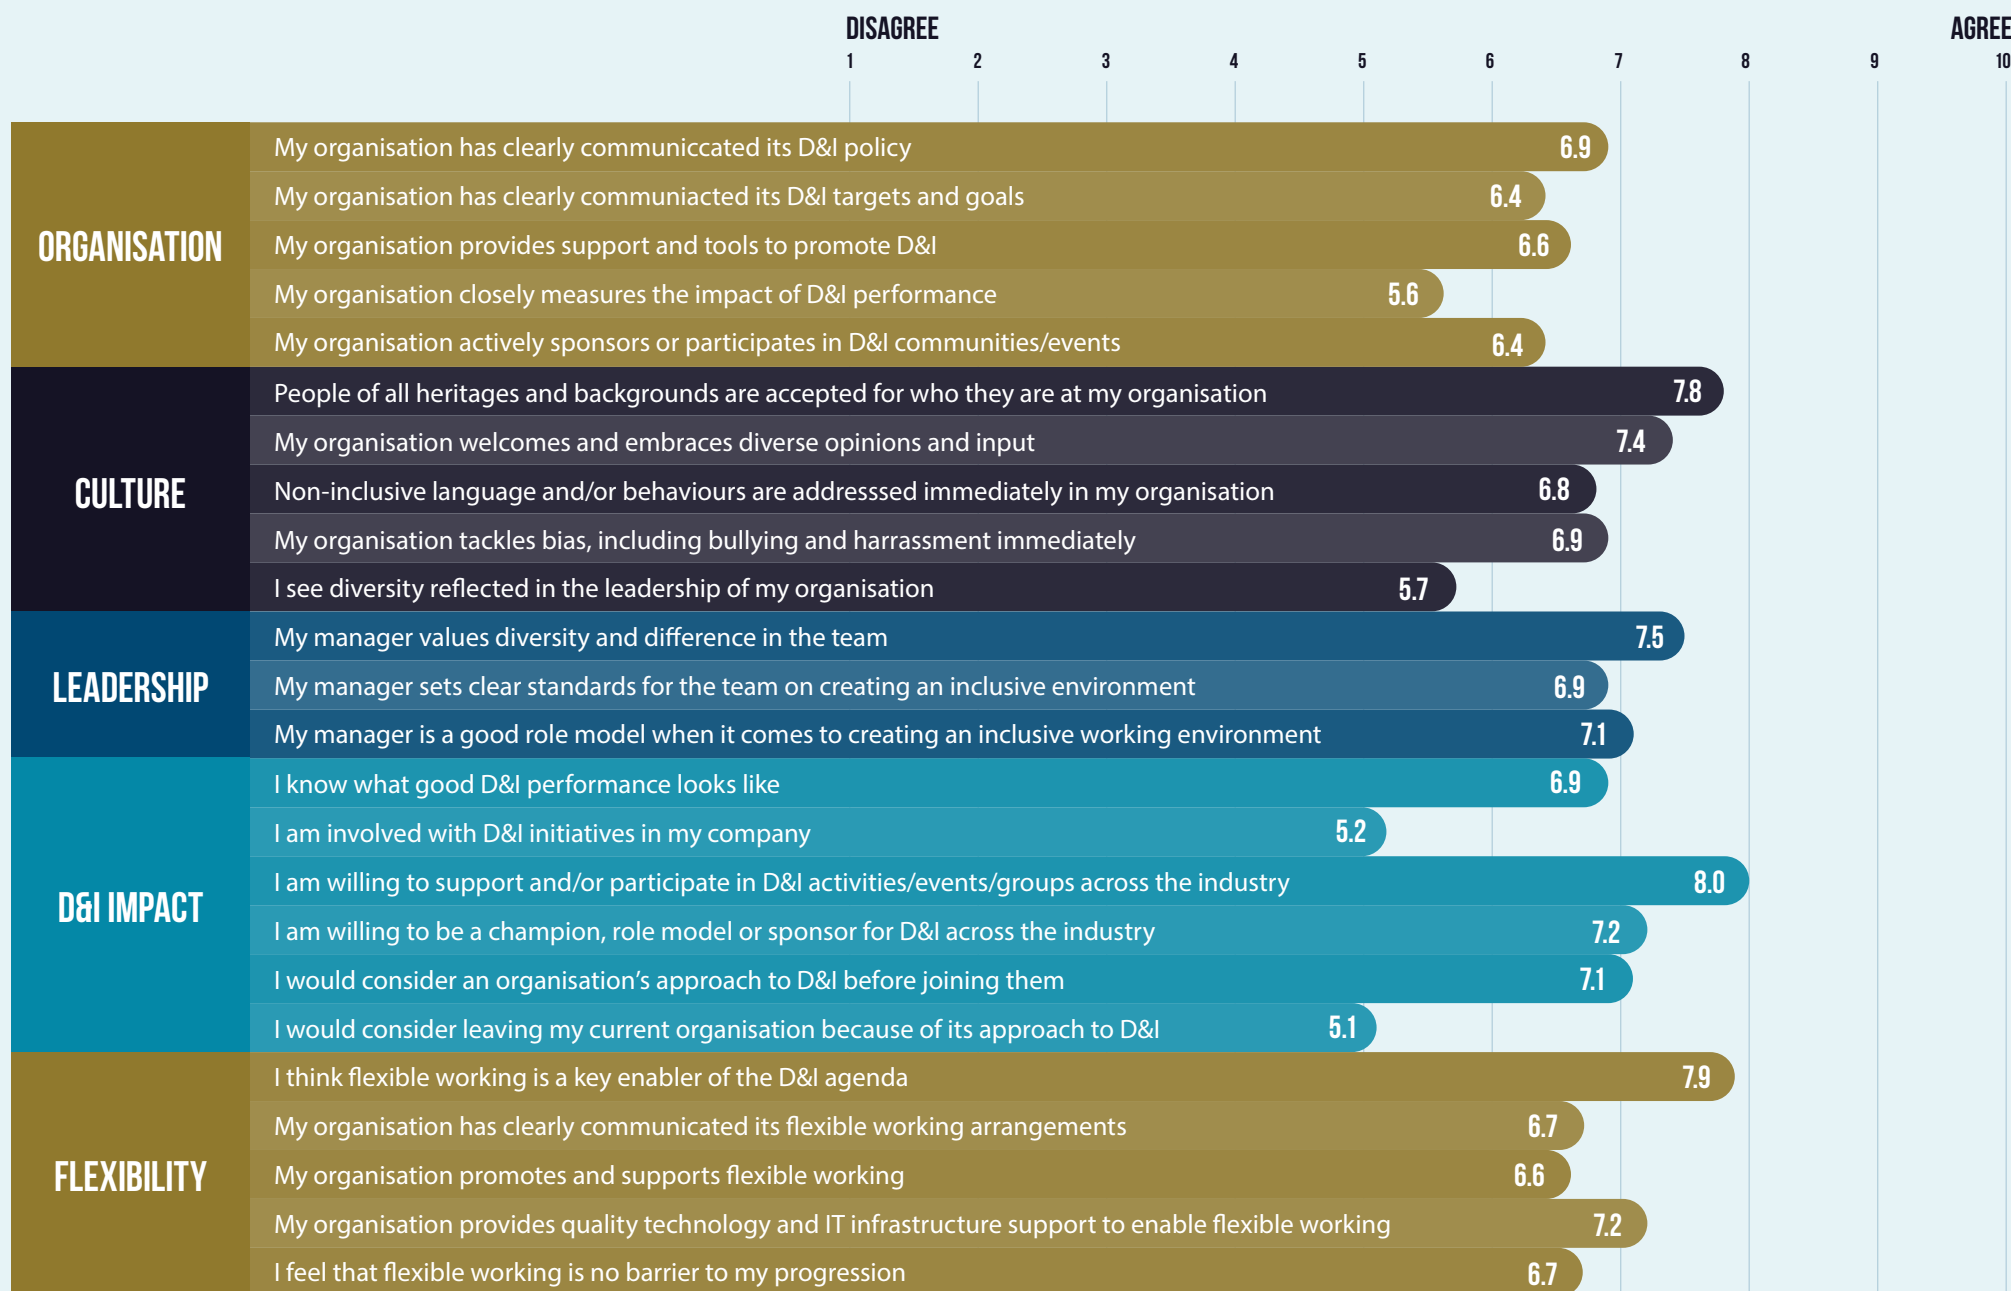 DISAGREE AGREE
1 2 3 4 5 6 7 8 9 10
ORGANISATION
My organisation has clearly communiccated its D&I policy 6.9
My organisation has clearly communiacted its D&I targets and goals 6.4
My organisation provides support and tools to promote D&I 6.6
My organisation closely measures the impact of D&I performance 5.6
My organisation actively sponsors or participates in D&I communities/events 6.4
CULTURE
People of all heritages and backgrounds are accepted for who they are at my organisation 7.8
My organisation welcomes and embraces diverse opinions and input 7.4
Non-inclusive language and/or behaviours are addresssed immediately in my organisation 6.8
My organisation tackles bias, including bullying and harrassment immediately 6.9
I see diversity reflected in the leadership of my organisation 5.7
LEADERSHIP
My manager values diversity and difference in the team 7.5
My manager sets clear standards for the team on creating an inclusive environment 6.9
My manager is a good role model when it comes to creating an inclusive working environment 7.1
D&I IMPACT
I know what good D&I performance looks like 6.9
I am involved with D&I initiatives in my company 5.2
I am willing to support and/or participate in D&I activities/events/groups across the industry 8.0
I am willing to be a champion, role model or sponsor for D&I across the industry 7.2
I would consider an organisation’s approach to D&I before joining them 7.1
I would consider leaving my current organisation because of its approach to D&I 5.1
FLEXIBILITY
I think flexible working is a key enabler of the D&I agenda 7.9
My organisation has clearly communicated its flexible working arrangements 6.7
My organisation promotes and supports flexible working 6.6
My organisation provides quality technology and IT infrastructure support to enable flexible working 7.2
I feel that flexible working is no barrier to my progression 6.7